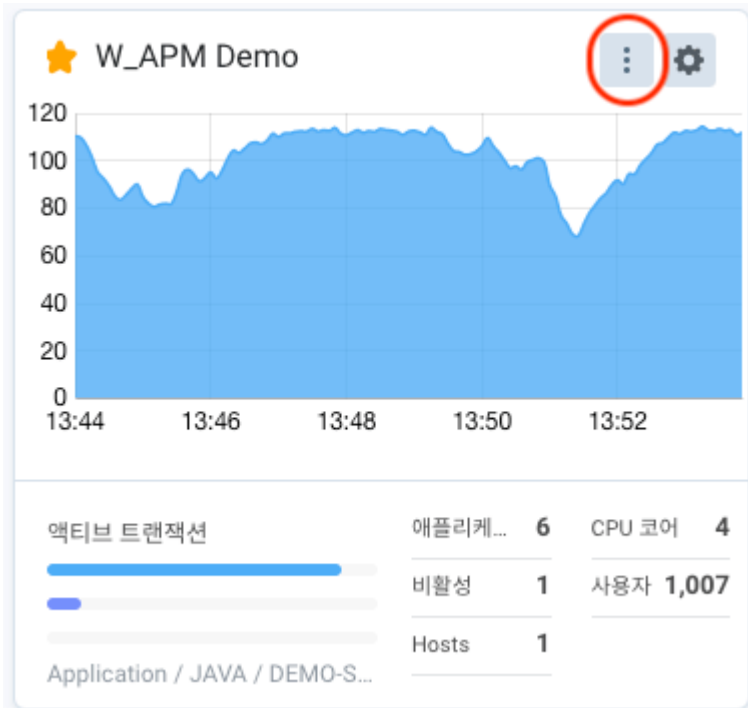 W_APM Demo
120
100
80
60
40
20
0
13:44 13:46 13:48 13:50 13:52
액티브 트랜잭션
애플리케... 6
CPU 코어 4
비활성 1
사용자 1,007
Hosts 1
Application / JAVA / DEMO-S...